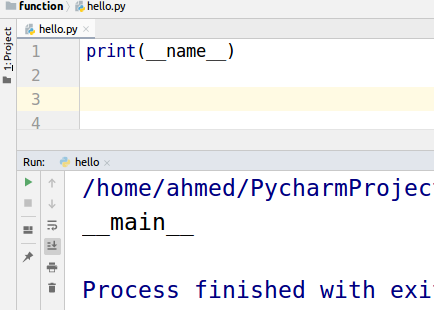 function hello.py
hello.py
1: Project
1 print(__name__)
2
3
4
Run: hello
/home/ahmed/PycharmProject
__main__
Process finished with exit